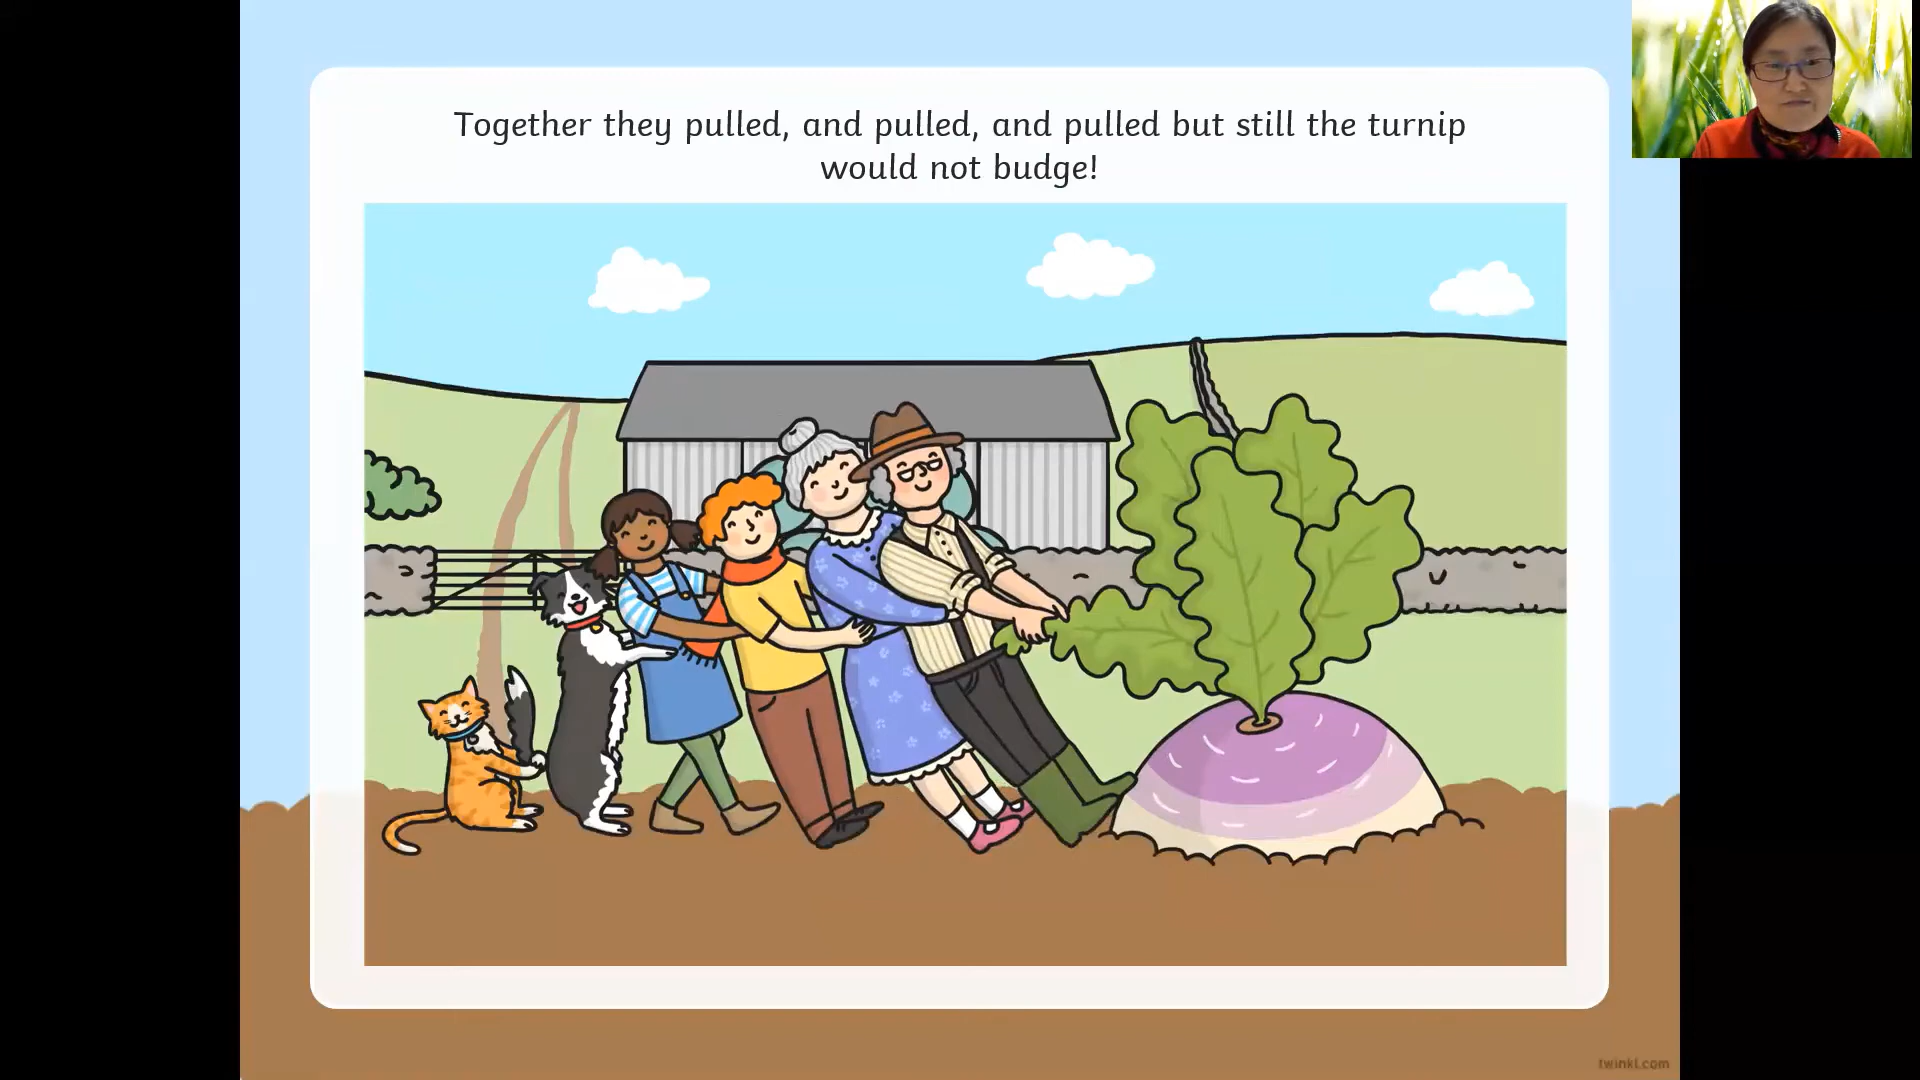 Together they pulled, and pulled, and pulled but still the turnip
would not budge!
twinkl.com